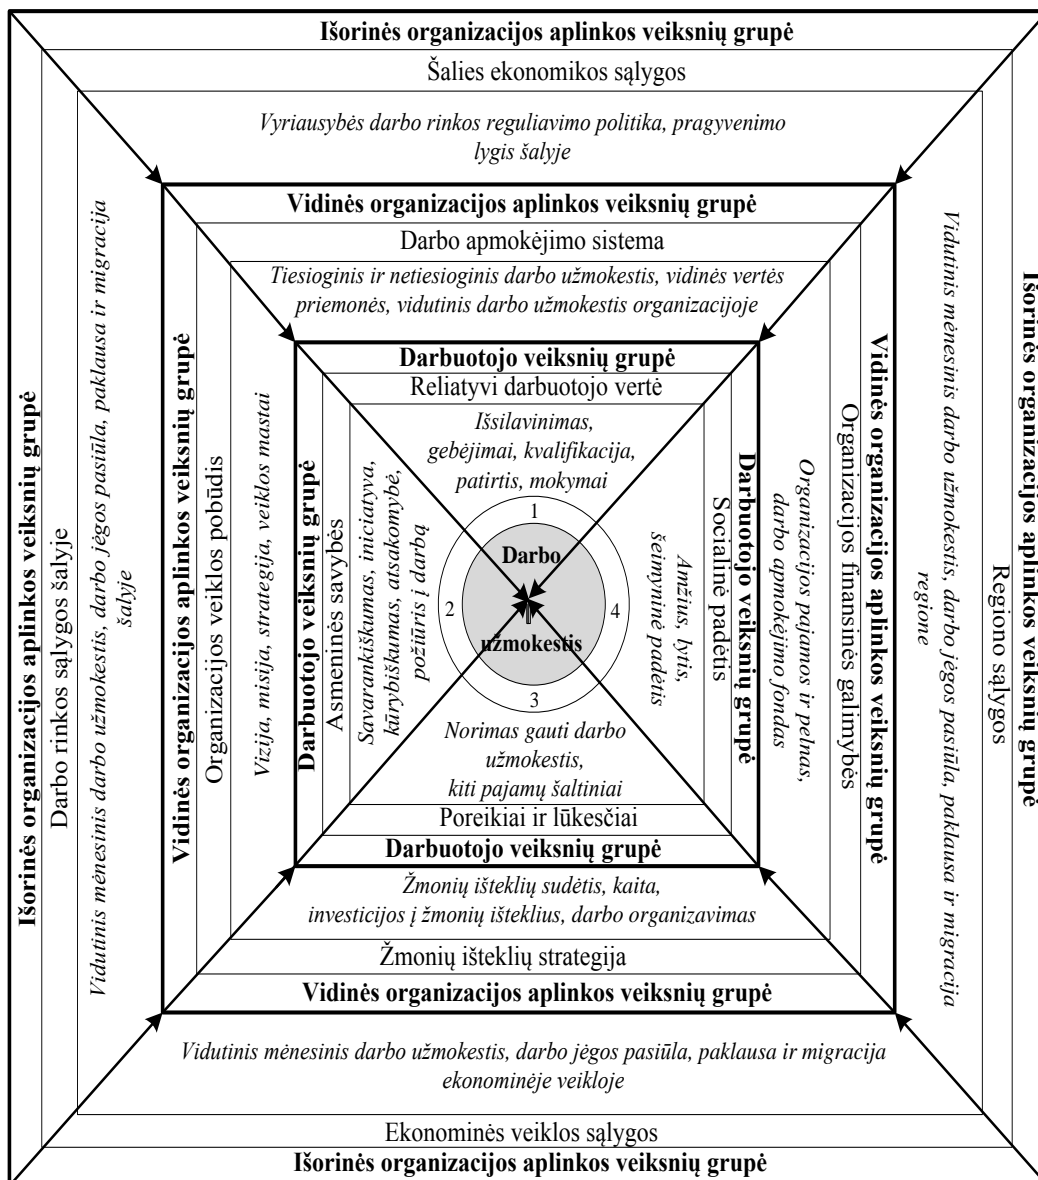 Išorinės organizacijos aplinkos veiksnių grupė
Šalies ekonomikos sąlygos
Vyriausybės darbo rinkos reguliavimo politika, pragyvenimo
lygis šalyje
Vidinės organizacijos aplinkos veiksnių grupė
Darbo apmokėjimo sistema
Tiesioginis ir netiesioginis darbo užmokestis, vidinės vertės
priemonės, vidutinis darbo užmokestis organizacijoje
Darbuotojo veiksnių grupė
Reliatyvi darbuotojo vertė
Išsilavinimas,
gebėjimai, kvalifikacija,
patirtis, mokymai
Išorinės organizacijos aplinkos veiksnių grupė
Darbo rinkos sąlygos šalyje
Vidutinis mėnesinis darbo užmokestis, darbo jėgos pasiūla, paklausa ir migracija
šalyje
Vidinės organizacijos aplinkos veiksnių grupė
Organizacijos veiklos pobūdis
Vizija, misija, strategija, veiklos mastai
Darbuotojo veiksnių grupė
Asmeninės savybės
Savarankiškumas, iniciatyva,
kūrybiškumas, atsakomybė,
požiūris į darbą
1
2
Darbo
užmokestis
4
3
Amžius, lytis,
šeimyninė padėtis
Socialinė padėtis
Darbuotojo veiksnių grupė
Organizacijos pajamos ir pelnas,
darbo apmokėjimo fondas
Organizacijos finansinės galimybės
Vidinės organizacijos aplinkos veiksnių grupė
Vidutinis mėnesinis darbo užmokestis, darbo jėgos pasiūla, paklausa ir migracija
regione
Regiono sąlygos
Išorinės organizacijos aplinkos veiksnių grupė
Norimas gauti darbo
užmokestis,
kiti pajamų šaltiniai
Poreikiai ir lūkesčiai
Darbuotojo veiksnių grupė
Žmonių išteklių sudėtis, kaita,
investicijos į žmonių išteklius, darbo organizavimas
Žmonių išteklių strategija
Vidinės organizacijos aplinkos veiksnių grupė
Vidutinis mėnesinis darbo užmokestis, darbo jėgos pasiūla, paklausa ir migracija
ekonominėje veikloje
Ekonominės veiklos sąlygos
Išorinės organizacijos aplinkos veiksnių grupė